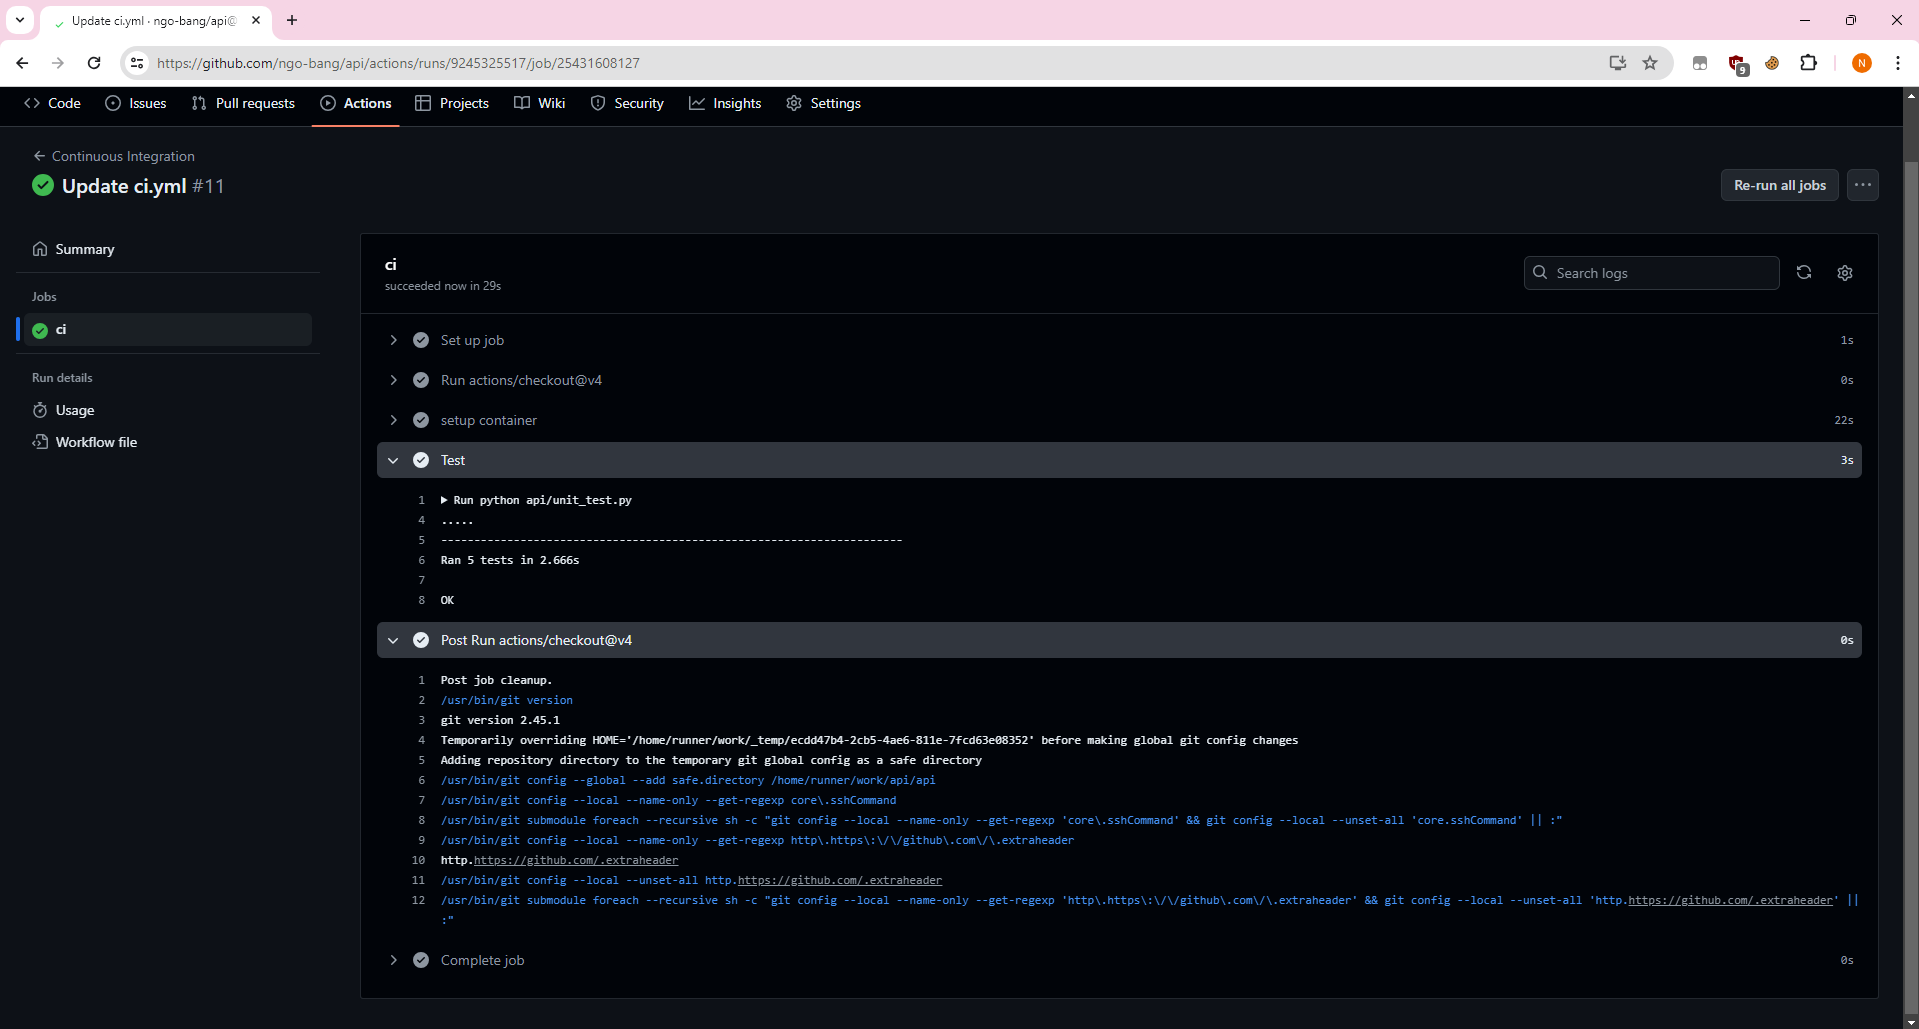 Update ci.yml · ngo-bang/api@
https://github.com/ngo-bang/api/actions/runs/9245325517/job/25431608127
9
N
Code Issues Pull requests Actions Projects Wiki Security Insights Settings
Continuous Integration
Update ci.yml #11
Re-run all jobs
Summary
Jobs
ci
Run details
Usage
Workflow file
ci
succeeded now in 29s
Search logs
Set up job 1s
Run actions/checkout@v4 0s
setup container 22s
Test 3s
1 Run python api/unit_test.py
4 .....
5 ----------------------------------------------------------------------
6 Ran 5 tests in 2.666s
7
8 OK
Post Run actions/checkout@v4 0s
1 Post job cleanup.
2 /usr/bin/git version
3 git version 2.45.1
4 Temporarily overriding HOME='/home/runner/work/_temp/ecdd47b4-2cb5-4ae6-811e-7fcd63e08352' before making global git config changes
5 Adding repository directory to the temporary git global config as a safe directory
6 /usr/bin/git config --global --add safe.directory /home/runner/work/api/api
7 /usr/bin/git config --local --name-only --get-regexp core\.sshCommand
8 /usr/bin/git submodule foreach --recursive sh -c "git config --local --name-only --get-regexp 'core\.sshCommand' && git config --local --unset-all 'core.sshCommand' || :"
9 /usr/bin/git config --local --name-only --get-regexp http\.https\:\/\/github\.com\/\.extraheader
10 http.https://github.com/.extraheader
11 /usr/bin/git config --local --unset-all http.https://github.com/.extraheader
12 /usr/bin/git submodule foreach --recursive sh -c "git config --local --name-only --get-regexp 'http\.https\:\/\/github\.com\/\.extraheader' && git config --local --unset-all 'http.https://github.com/.extraheader' ||
:"
Complete job 0s